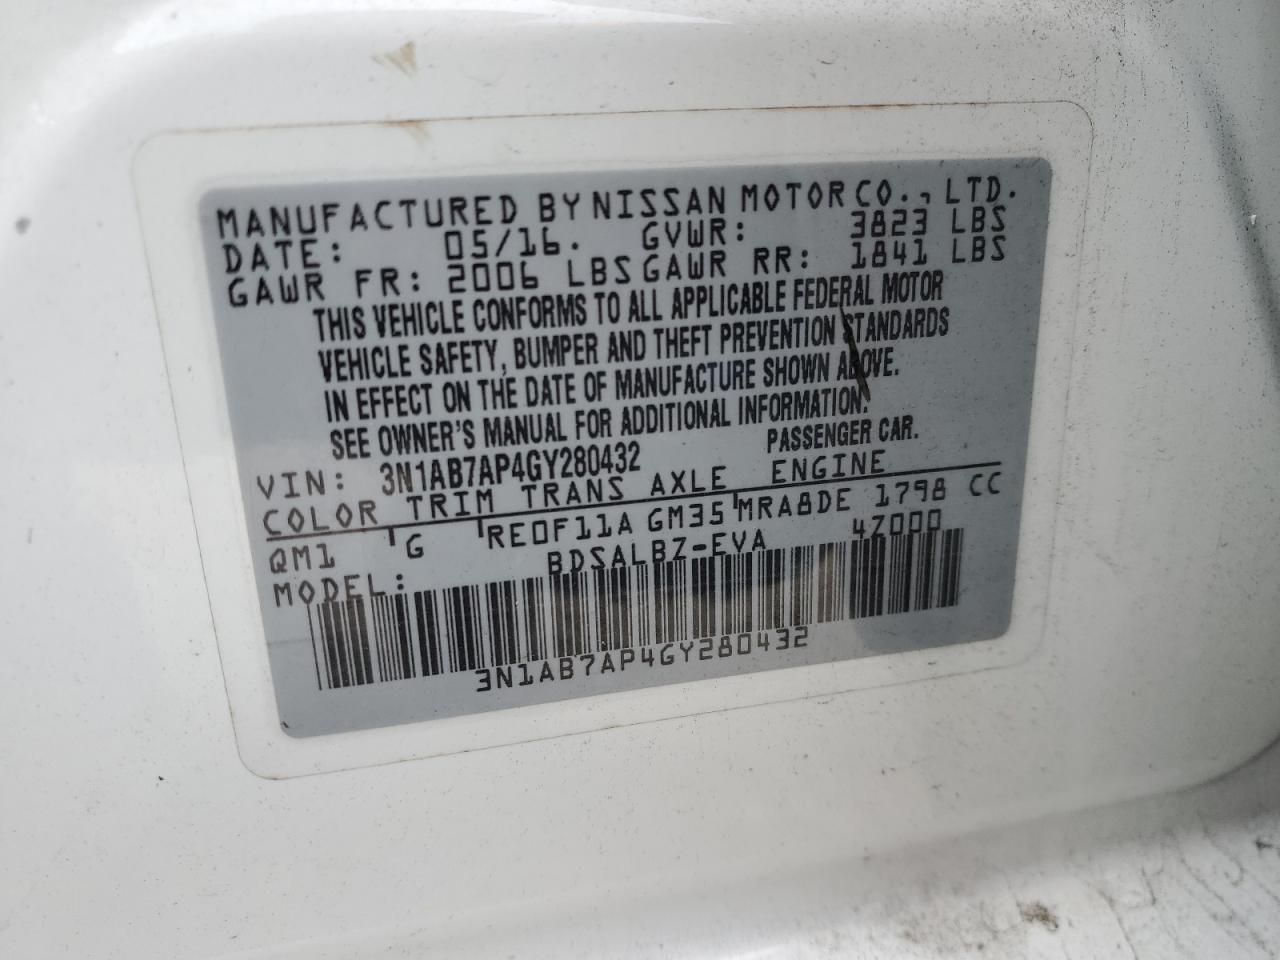 MANUFACTURED BY NISSAN MOTOR CO., LTD.
DATE: 05/16. GVWR: 3823 LBS
GAWR FR: 2006 LBS GAWR RR: 1841 LBS
THIS VEHICLE CONFORMS TO ALL APPLICABLE FEDERAL MOTOR
VEHICLE SAFETY, BUMPER AND THEFT PREVENTION STANDARDS
IN EFFECT ON THE DATE OF MANUFACTURE SHOWN ABOVE.
SEE OWNER'S MANUAL FOR ADDITIONAL INFORMATION.
VIN: 3N1AB7AP4GY280432 PASSENGER CAR.
COLOR TRIM TRANS AXLE ENGINE
QM1 G RE0F11A GM35 MRA8DE 1798 CC
MODEL: BDSALBZ-EVA 4Z000
3N1AB7AP4GY280432